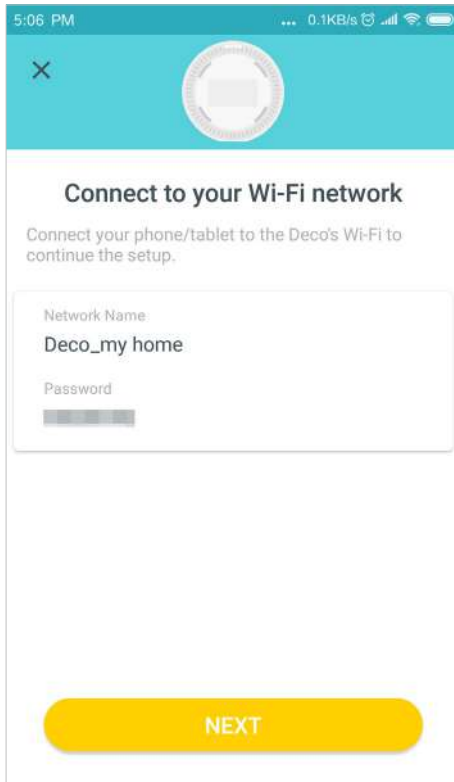 5:06 PM ... 0.1KB/s
Connect to your Wi-Fi network
Connect your phone/tablet to the Deco's Wi-Fi to
continue the setup.
Network Name
Deco_my home
Password
NEXT